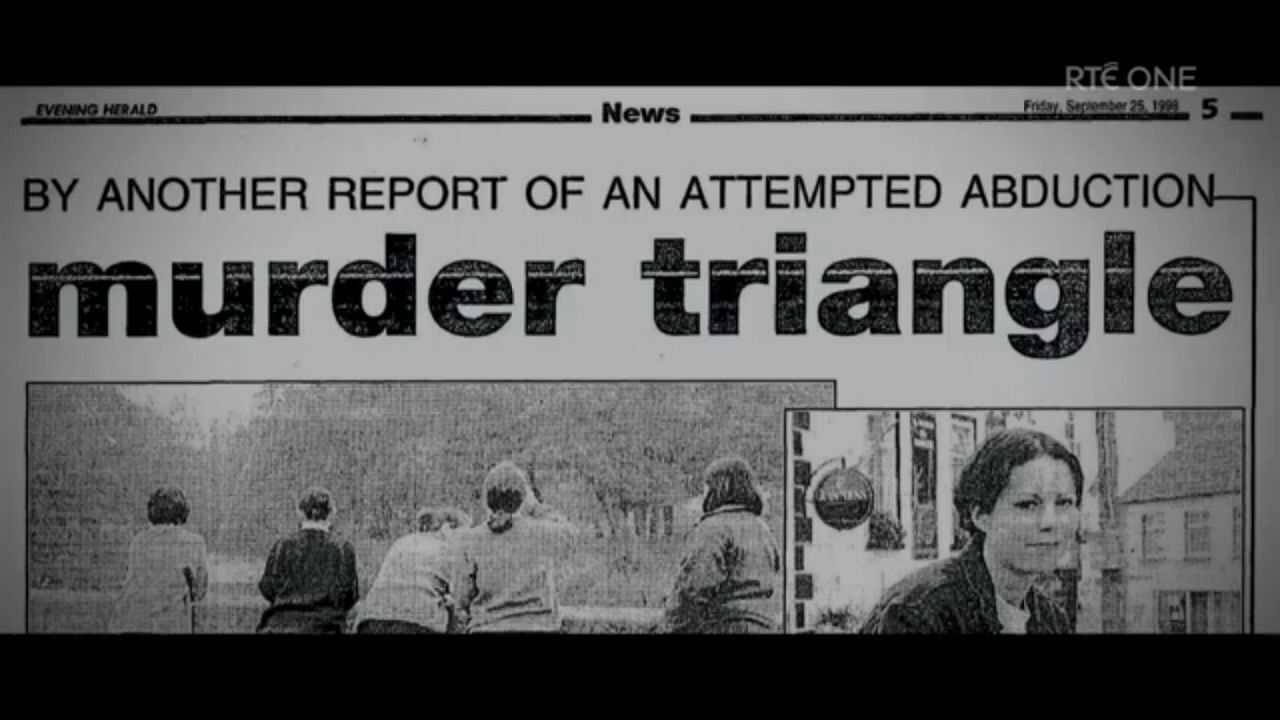 RTÉ ONE
EVENING HERALD
News
Friday, September 25, 1998
5
BY ANOTHER REPORT OF AN ATTEMPTED ABDUCTION
murder triangle